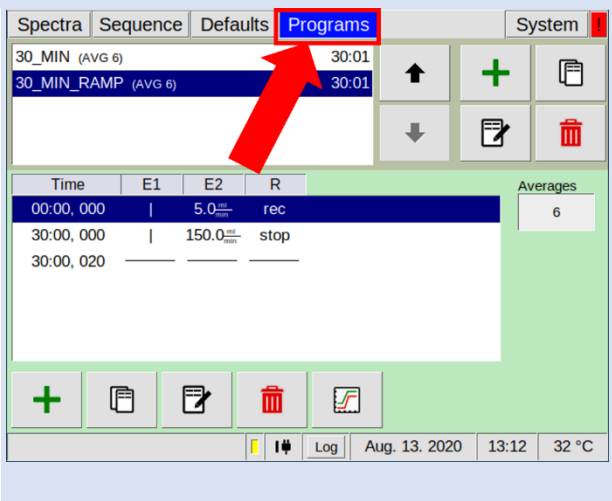 Spectra Sequence Defaults Programs System !
30_MIN (AVG 6) 30:01
30_MIN_RAMP (AVG 6) 30:01
Time E1 E2 R
Averages
00:00, 000 | 5.0 ml/min rec
6
30:00, 000 | 150.0 ml/min stop
30:00, 020
Log Aug. 13. 2020 13:12 32 °C